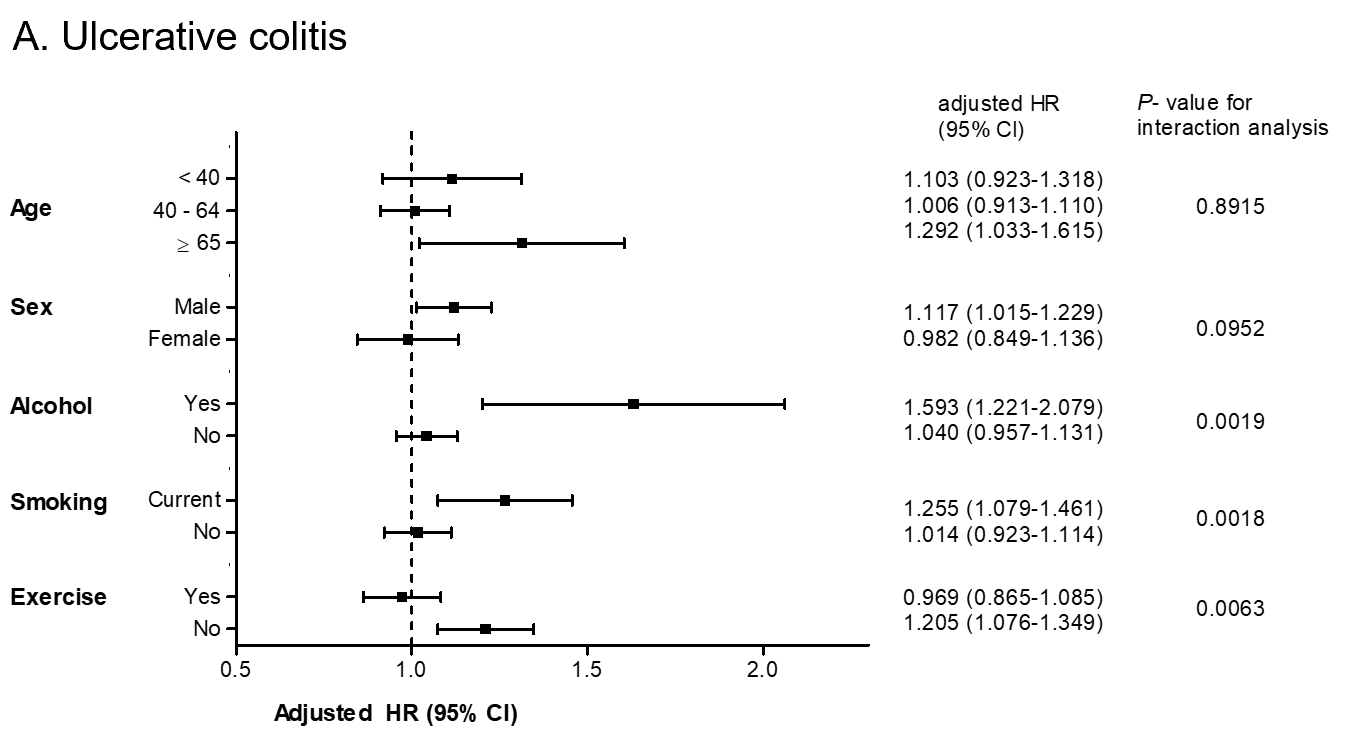 A. Ulcerative colitis
adjusted HR
(95% CI)
P- value for
interaction analysis
Age
< 40
1.103 (0.923-1.318)
40 - 64
1.006 (0.913-1.110)
0.8915
≥ 65
1.292 (1.033-1.615)
Sex
Male
1.117 (1.015-1.229)
Female
0.982 (0.849-1.136)
0.0952
Alcohol
Yes
1.593 (1.221-2.079)
No
1.040 (0.957-1.131)
0.0019
Smoking
Current
1.255 (1.079-1.461)
No
1.014 (0.923-1.114)
0.0018
Exercise
Yes
0.969 (0.865-1.085)
No
1.205 (1.076-1.349)
0.0063
0.5 1.0 1.5 2.0
Adjusted HR (95% CI)